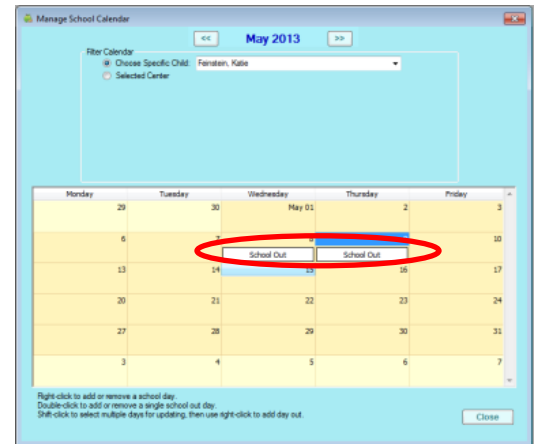 Manage School Calendar
<< May 2013 >>
Filter Calendar
Choose Specific Child: Feinstein, Katie
Selected Center
Monday Tuesday Wednesday Thursday Friday
29 30 May 01 2 3
6 7 8 10
School Out School Out
13 14 15 16 17
20 21 22 23 24
27 28 29 30 31
3 4 5 6 7
Right-click to add or remove a school day.
Double-click to add or remove a single school out day.
Shift-click to select multiple days for updating, then use right-click to add day out.
Close